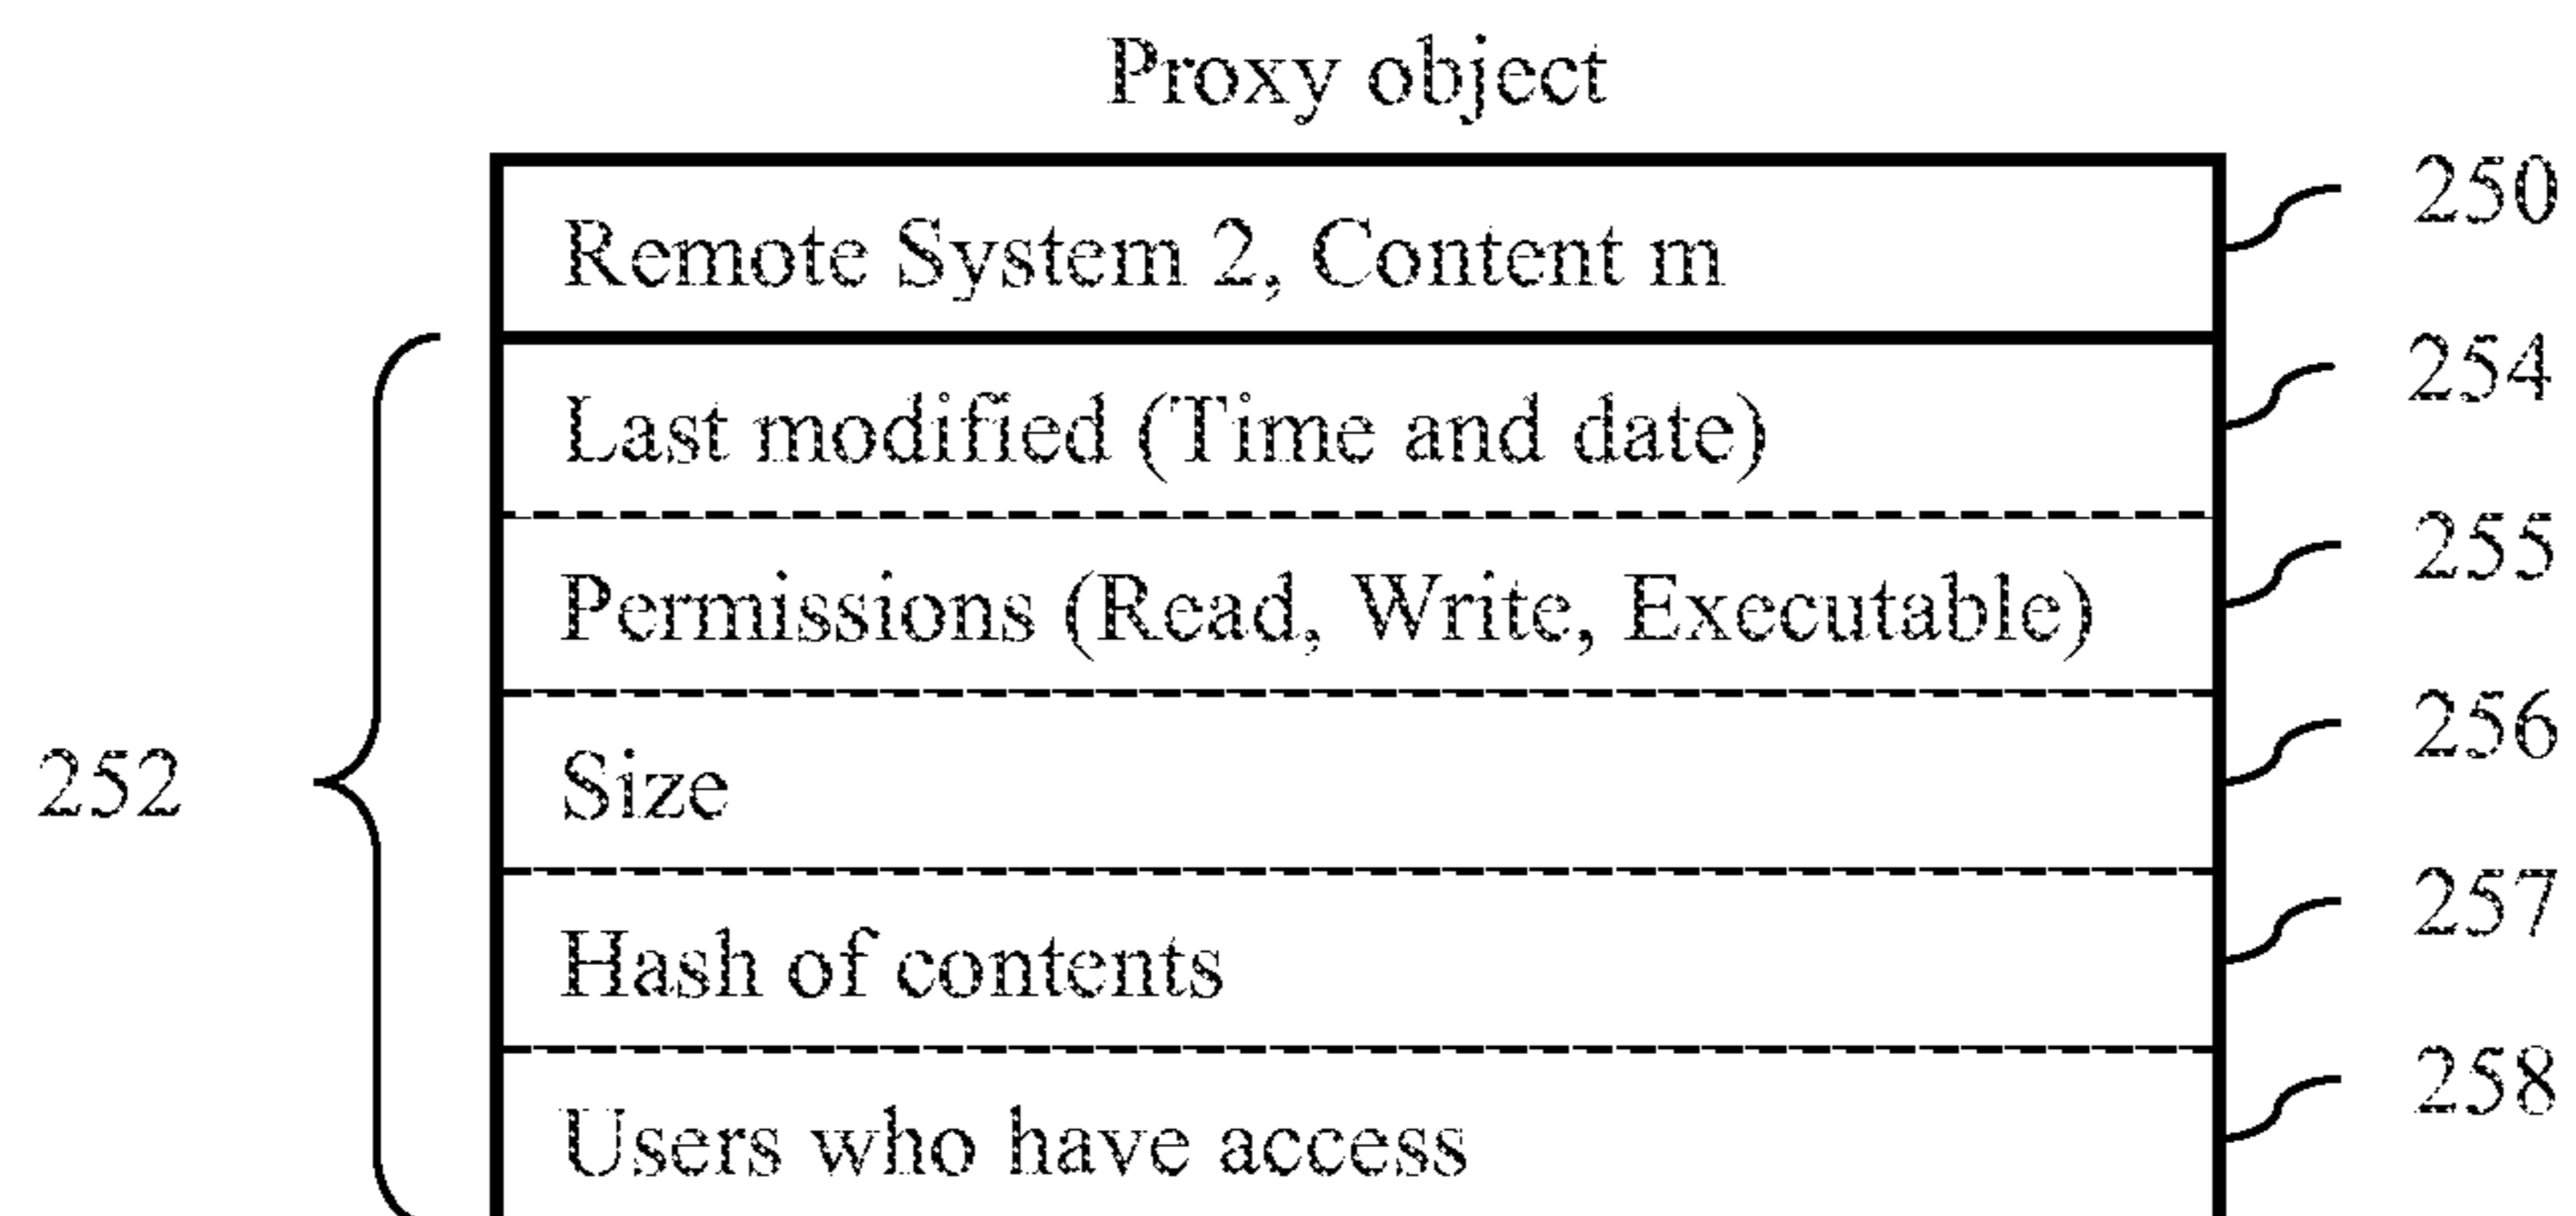 Proxy object
Remote System 2, Content m
250
Last modified (Time and date)
254
Permissions (Read, Write, Executable)
255
252
Size
256
Hash of contents
257
Users who have access
258